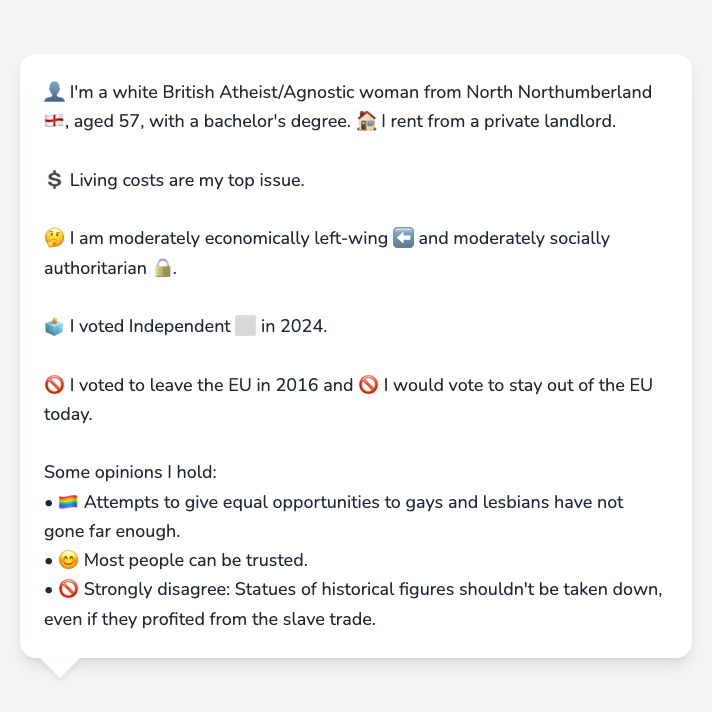 👤 I'm a white British Atheist/Agnostic woman from North Northumberland
🏴󠁧󠁢󠁥󠁮󠁧󠁿, aged 57, with a bachelor's degree. 🏠 I rent from a private landlord.
💲 Living costs are my top issue.
🤔 I am moderately economically left-wing ⬅️ and moderately socially
authoritarian 🔒.
🗳️ I voted Independent ⬜ in 2024.
🚫 I voted to leave the EU in 2016 and 🚫 I would vote to stay out of the EU
today.
Some opinions I hold:
• 🏳️‍🌈 Attempts to give equal opportunities to gays and lesbians have not
gone far enough.
• 😊 Most people can be trusted.
• 🚫 Strongly disagree: Statues of historical figures shouldn't be taken down,
even if they profited from the slave trade.